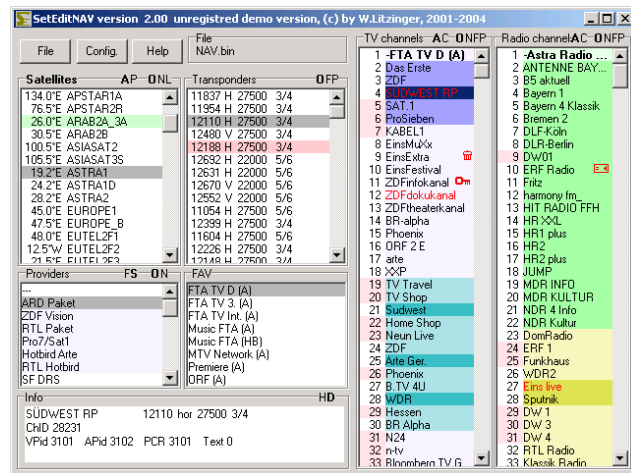 SetEditNAV version 2.00 unregistred demo version, (c) by W.Litzinger, 2001-2004
File
Config.
Help
File
NAV.bin
Satellites AP ONL
134.0°E APSTAR1A
76.5°E APSTAR2R
26.0°E ARAB2A_3A
30.5°E ARAB2B
100.5°E ASIASAT2
105.5°E ASIASAT3S
19.2°E ASTRA1
24.2°E ASTRA1D
28.2°E ASTRA2
45.0°E EUROPE1
47.5°E EUROPE_B
48.0°E EUTEL2F1
12.5°W EUTEL2F2
21.5°E EUTEL2F3
Transponders OFP
11837 H 27500 3/4
11954 H 27500 3/4
12110 H 27500 3/4
12480 V 27500 3/4
12188 H 27500 3/4
12692 H 22000 5/6
12631 H 22000 5/6
12670 V 22000 5/6
12552 V 22000 5/6
11054 H 27500 5/6
12399 H 27500 5/6
11604 H 27500 5/6
12226 H 27500 3/4
12148 H 27500 3/4
Providers FS ON
---
ARD Paket
ZDF Vision
RTL Paket
Pro7/Sat1
Hotbird Arte
RTL Hotbird
SF DRS
FAV
FTA TV D (A)
FTA TV 3. (A)
FTA TV Int. (A)
Music FTA (A)
Music FTA (HB)
MTV Network (A)
Premiere (A)
ORF (A)
Info HD
SÜDWEST RP 12110 hor 27500 3/4
ChID 28231
VPid 3101 APid 3102 PCR 3101 Text 0
TV channels AC ONFP
1 -FTA TV D (A)
2 Das Erste
3 ZDF
4 SÜDWEST RP
5 SAT.1
6 ProSieben
7 KABEL1
8 EinsMuXx
9 EinsExtra
10 EinsFestival
11 ZDFinfokanal
12 ZDFdokukanal
13 ZDFtheaterkanal
14 BR-alpha
15 Phoenix
16 ORF 2 E
17 arte
18 XXP
19 TV Travel
20 TV Shop
21 Sudwest
22 Home Shop
23 Neun Live
24 ZDF
25 Arte Ger.
26 Phoenix
27 B.TV 4U
28 WDR
29 Hessen
30 BR Alpha
31 N24
32 n-tv
33 Bloomberg TV G
Radio channel AC ONFP
1 -Astra Radio ...
2 ANTENNE BAY...
3 B5 aktuell
4 Bayern 1
5 Bayern 4 Klassik
6 Bremen 2
7 DLF-Köln
8 DLR-Berlin
9 DW01
10 ERF Radio
11 Fritz
12 harmony fm_
13 HIT RADIO FFH
14 HR XXL
15 HR1 plus
16 HR2
17 HR2 plus
18 JUMP
19 MDR INFO
20 MDR KULTUR
21 NDR 4 Info
22 NDR Kultur
23 DomRadio
24 ERF 1
25 Funkhaus
26 WDR2
27 Eins live
28 Sputnik
29 DW 1
30 DW 3
31 DW 4
32 RTL Radio
33 Klassik Radio